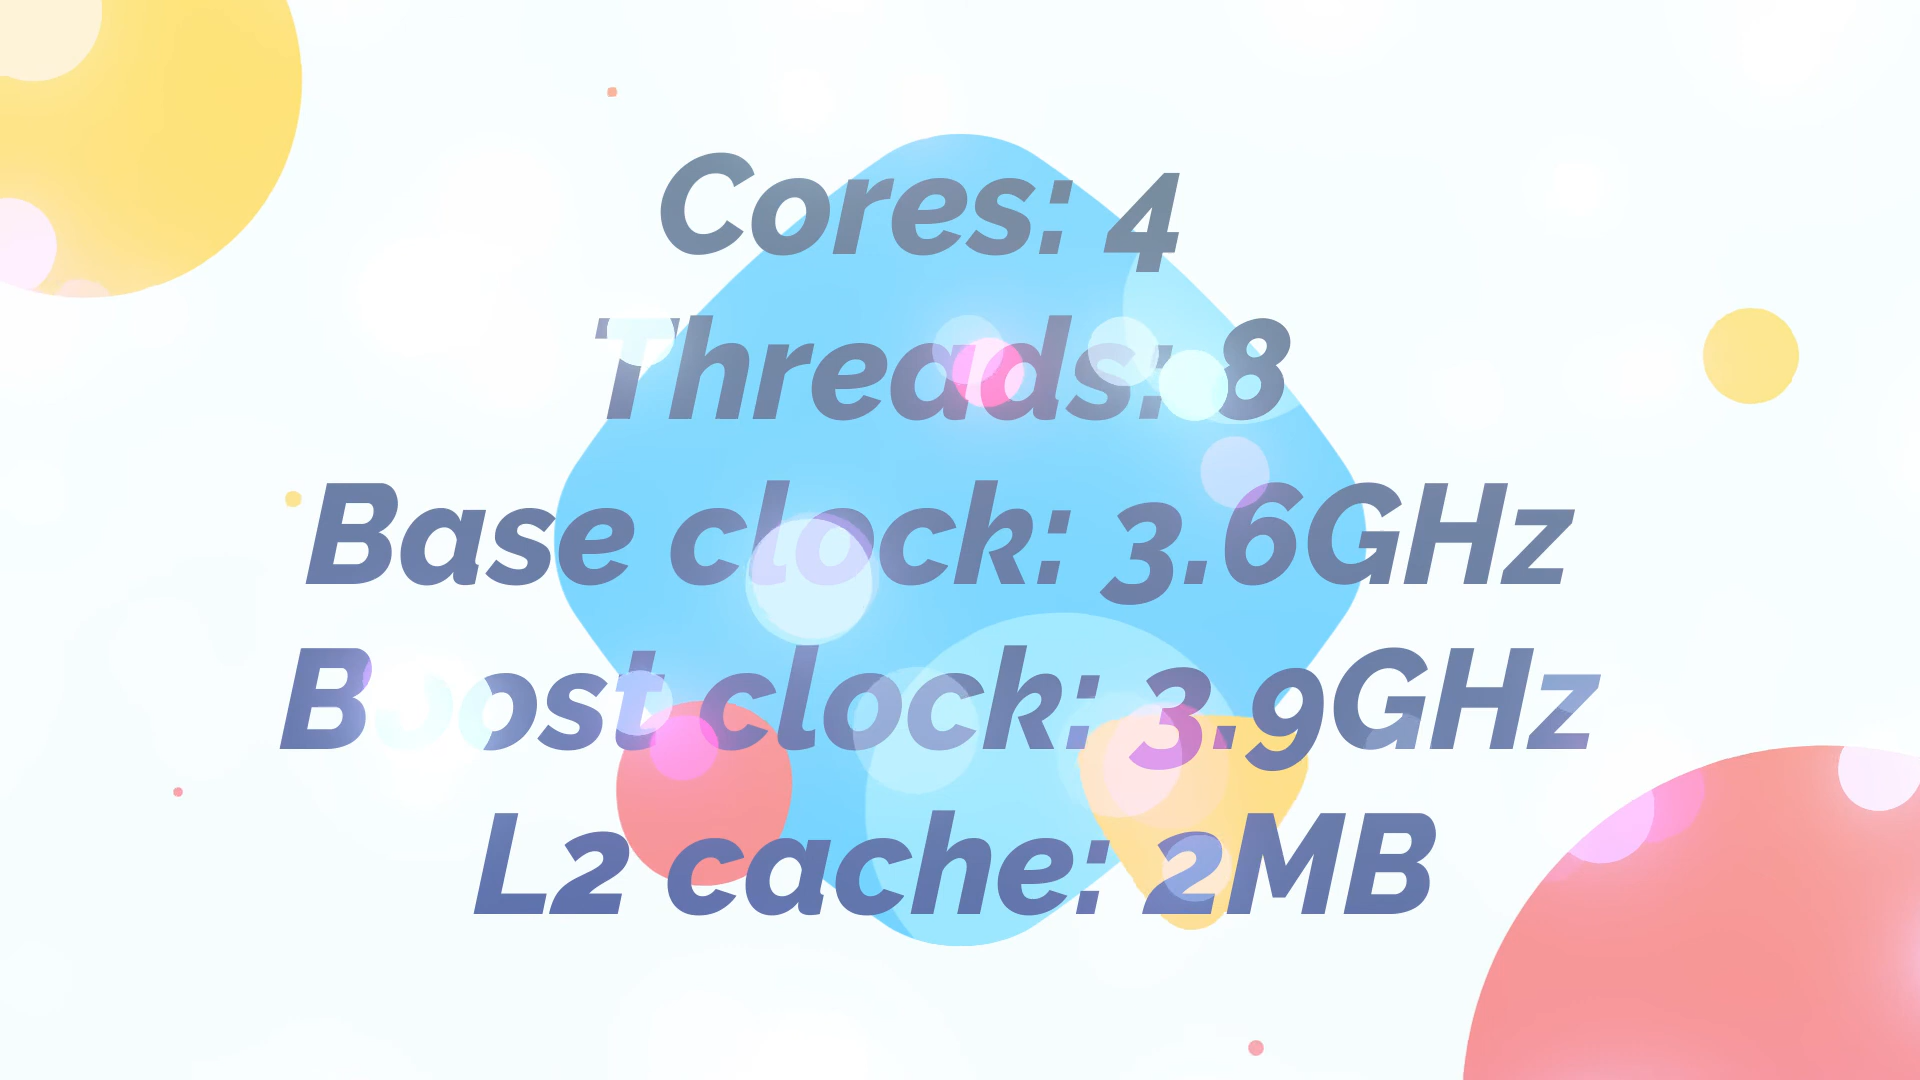 Cores: 4
Threads: 8
Base clock: 3.6GHz
Boost clock: 3.9GHz
L2 cache: 2MB